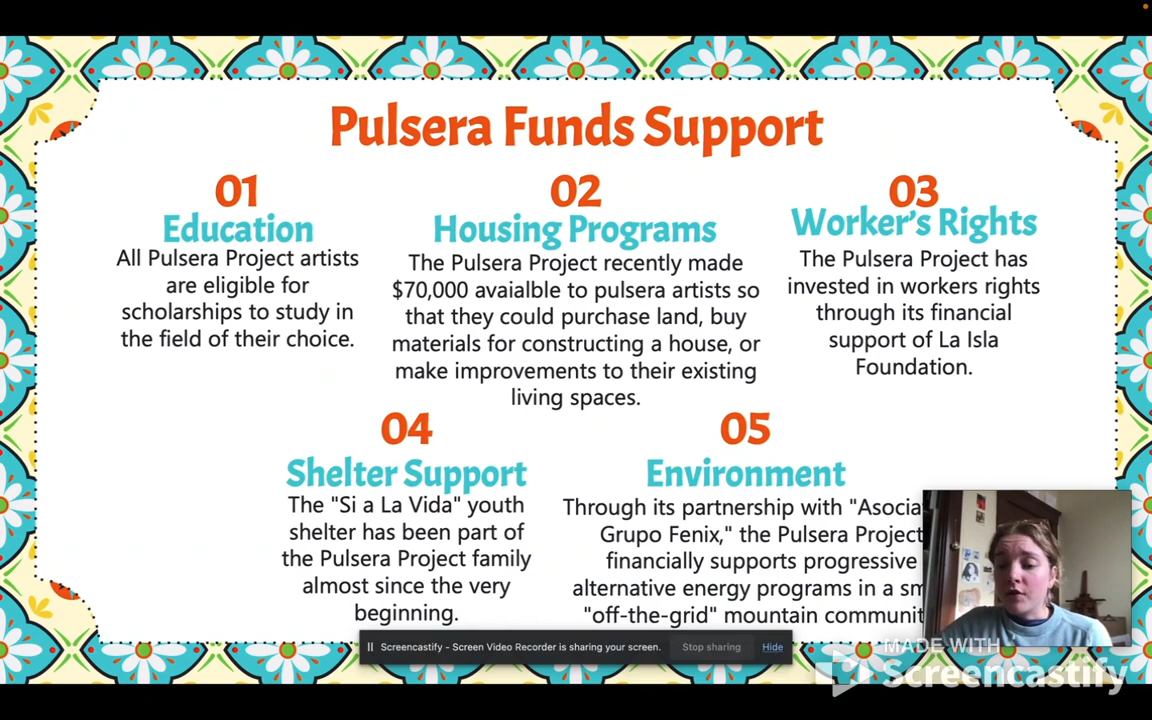 Pulsera Funds Support
01
Education
All Pulsera Project artists
are eligible for
scholarships to study in
the field of their choice.
02
Housing Programs
The Pulsera Project recently made
$70,000 avaialble to pulsera artists so
that they could purchase land, buy
materials for constructing a house, or
make improvements to their existing
living spaces.
03
Worker's Rights
The Pulsera Project has
invested in workers rights
through its financial
support of La Isla
Foundation.
04
Shelter Support
The "Si a La Vida" youth
shelter has been part of
the Pulsera Project family
almost since the very
beginning.
05
Environment
Through its partnership with "Asocia
Grupo Fenix," the Pulsera Project
financially supports progressive
alternative energy programs in a sm
"off-the-grid" mountain communit
Screencastify - Screen Video Recorder is sharing your screen.
Stop sharing
Hide
MADE WITH
Screencastify